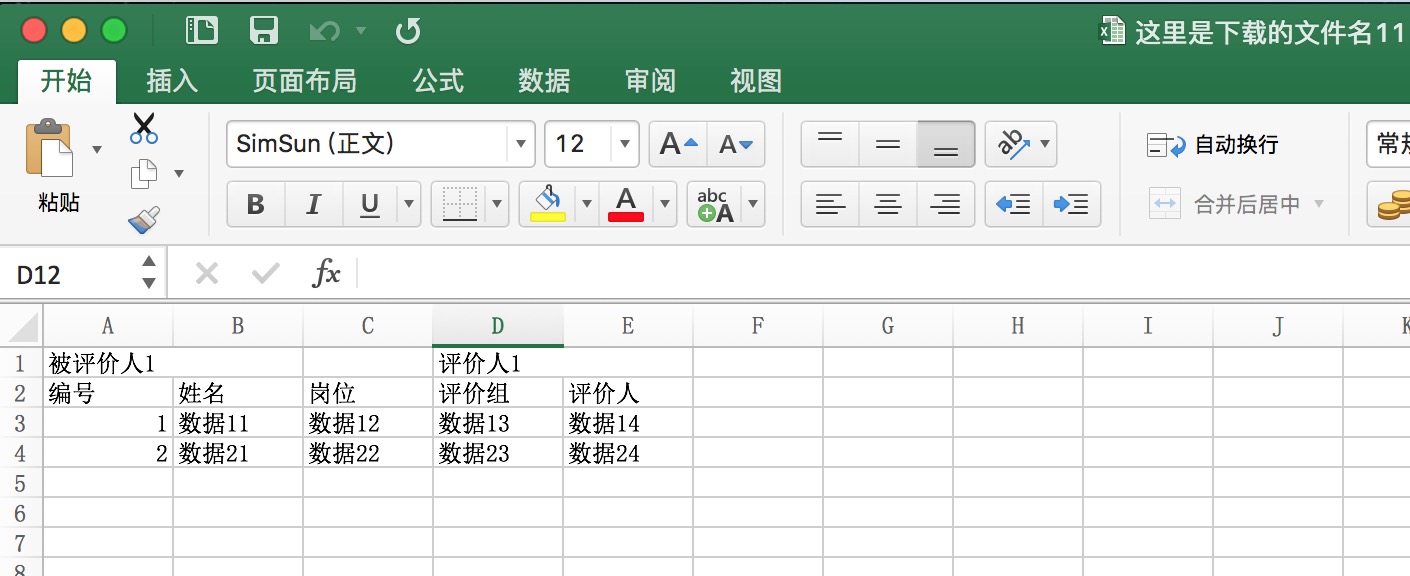 这里是下载的文件名11
开始 插入 页面布局 公式 数据 审阅 视图
SimSun (正文) 12 A A ab 自动换行 常规
粘贴 B I U A abc A 合并后居中
D12 fx
A B C D E F G H I J K
1 被评价人1 评价人1
2 编号 姓名 岗位 评价组 评价人
3 1 数据11 数据12 数据13 数据14
4 2 数据21 数据22 数据23 数据24
5
6
7
8